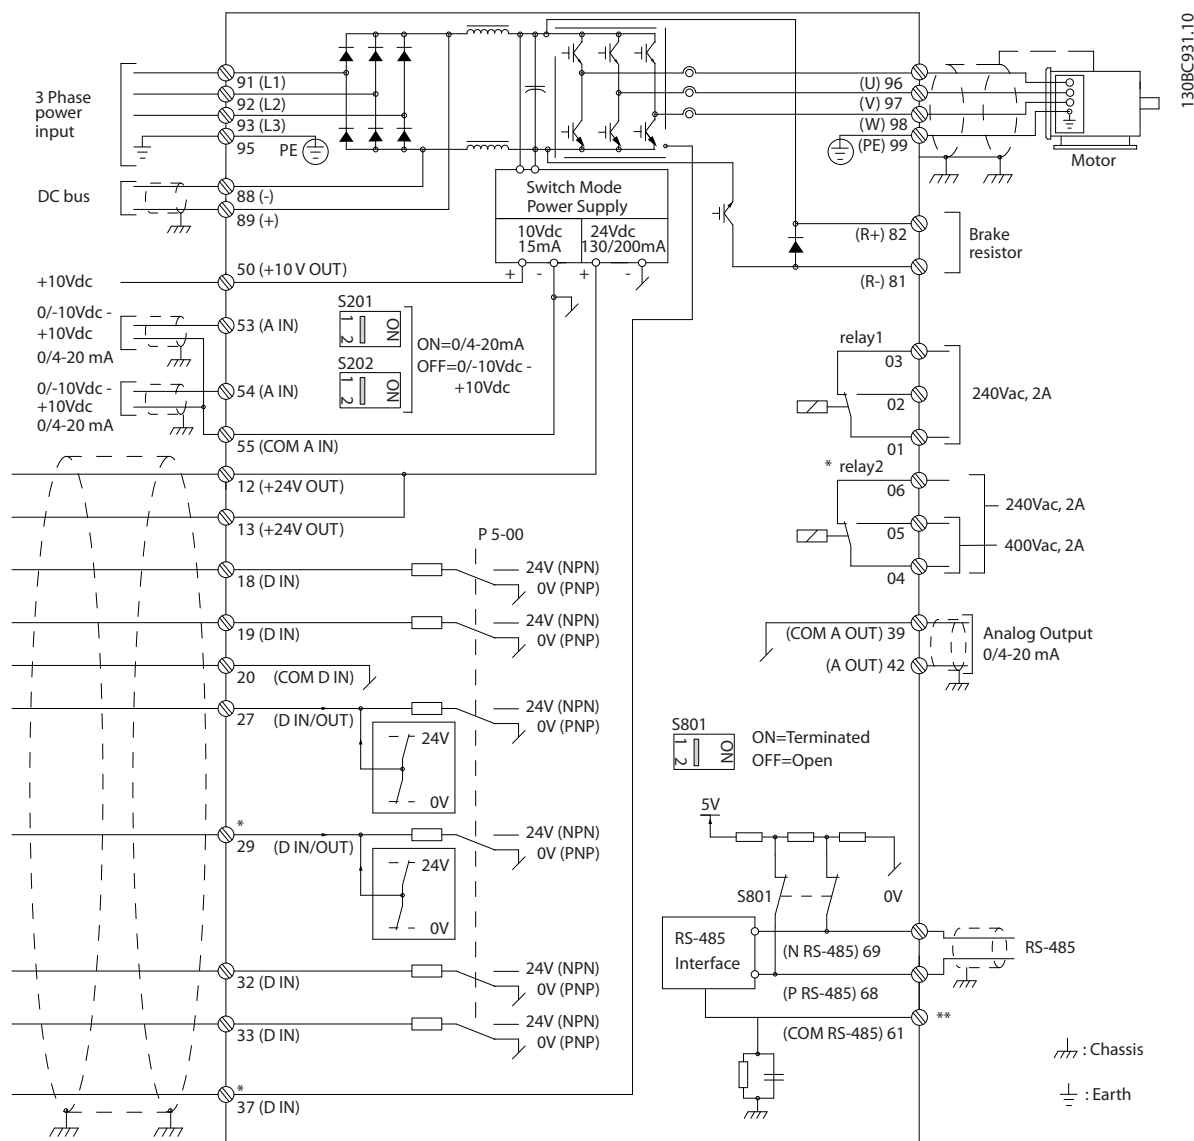 130BC931.10
3 Phase
power
input
91 (L1)
92 (L2)
93 (L3)
95
PE
DC bus
88 (-)
89 (+)
Switch Mode
Power Supply
10Vdc
15mA
24Vdc
130/200mA
+
-
+
-
(U) 96
(V) 97
(W) 98
(PE) 99
Motor
(R+) 82
(R-) 81
Brake
resistor
+10Vdc
50 (+10 V OUT)
0/-10Vdc -
+10Vdc
0/4-20 mA
53 (A IN)
0/-10Vdc -
+10Vdc
0/4-20 mA
54 (A IN)
55 (COM A IN)
S201
1
2
ON
S202
1
2
ON
ON=0/4-20mA
OFF=0/-10Vdc -
+10Vdc
relay1
03
02
01
240Vac, 2A
* relay2
06
05
04
240Vac, 2A
400Vac, 2A
12 (+24V OUT)
13 (+24V OUT)
P 5-00
18 (D IN)
24V (NPN)
0V (PNP)
19 (D IN)
24V (NPN)
0V (PNP)
20 (COM D IN)
27 (D IN/OUT)
24V (NPN)
0V (PNP)
24V
0V
*
29 (D IN/OUT)
24V (NPN)
0V (PNP)
24V
0V
32 (D IN)
24V (NPN)
0V (PNP)
33 (D IN)
24V (NPN)
0V (PNP)
*
37 (D IN)
(COM A OUT) 39
(A OUT) 42
Analog Output
0/4-20 mA
S801
1
2
ON
ON=Terminated
OFF=Open
5V
S801
0V
RS-485
Interface
(N RS-485) 69
(P RS-485) 68
(COM RS-485) 61
RS-485
**
: Chassis
: Earth